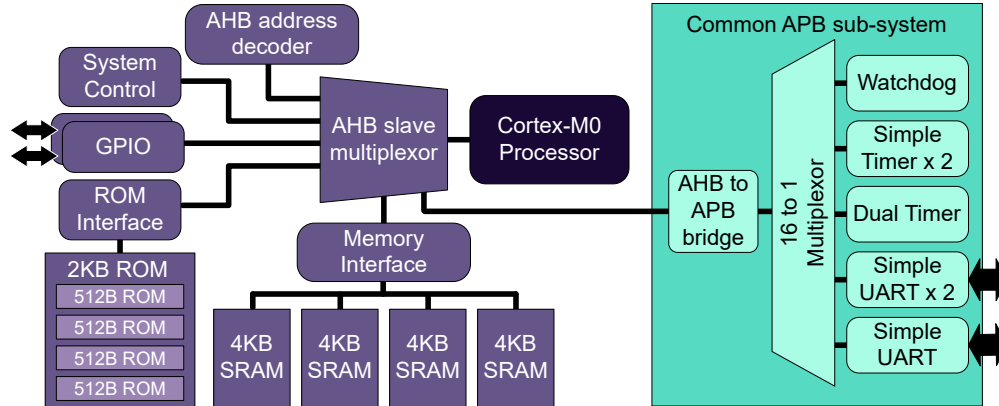 AHB address
decoder
System
Control
GPIO
ROM
Interface
2KB ROM
512B ROM
512B ROM
512B ROM
512B ROM
AHB slave
multiplexor
Cortex-M0
Processor
Memory
Interface
4KB
SRAM
4KB
SRAM
4KB
SRAM
4KB
SRAM
Common APB sub-system
AHB to
APB
bridge
16 to 1
Multiplexor
Watchdog
Simple
Timer x 2
Dual Timer
Simple
UART x 2
Simple
UART